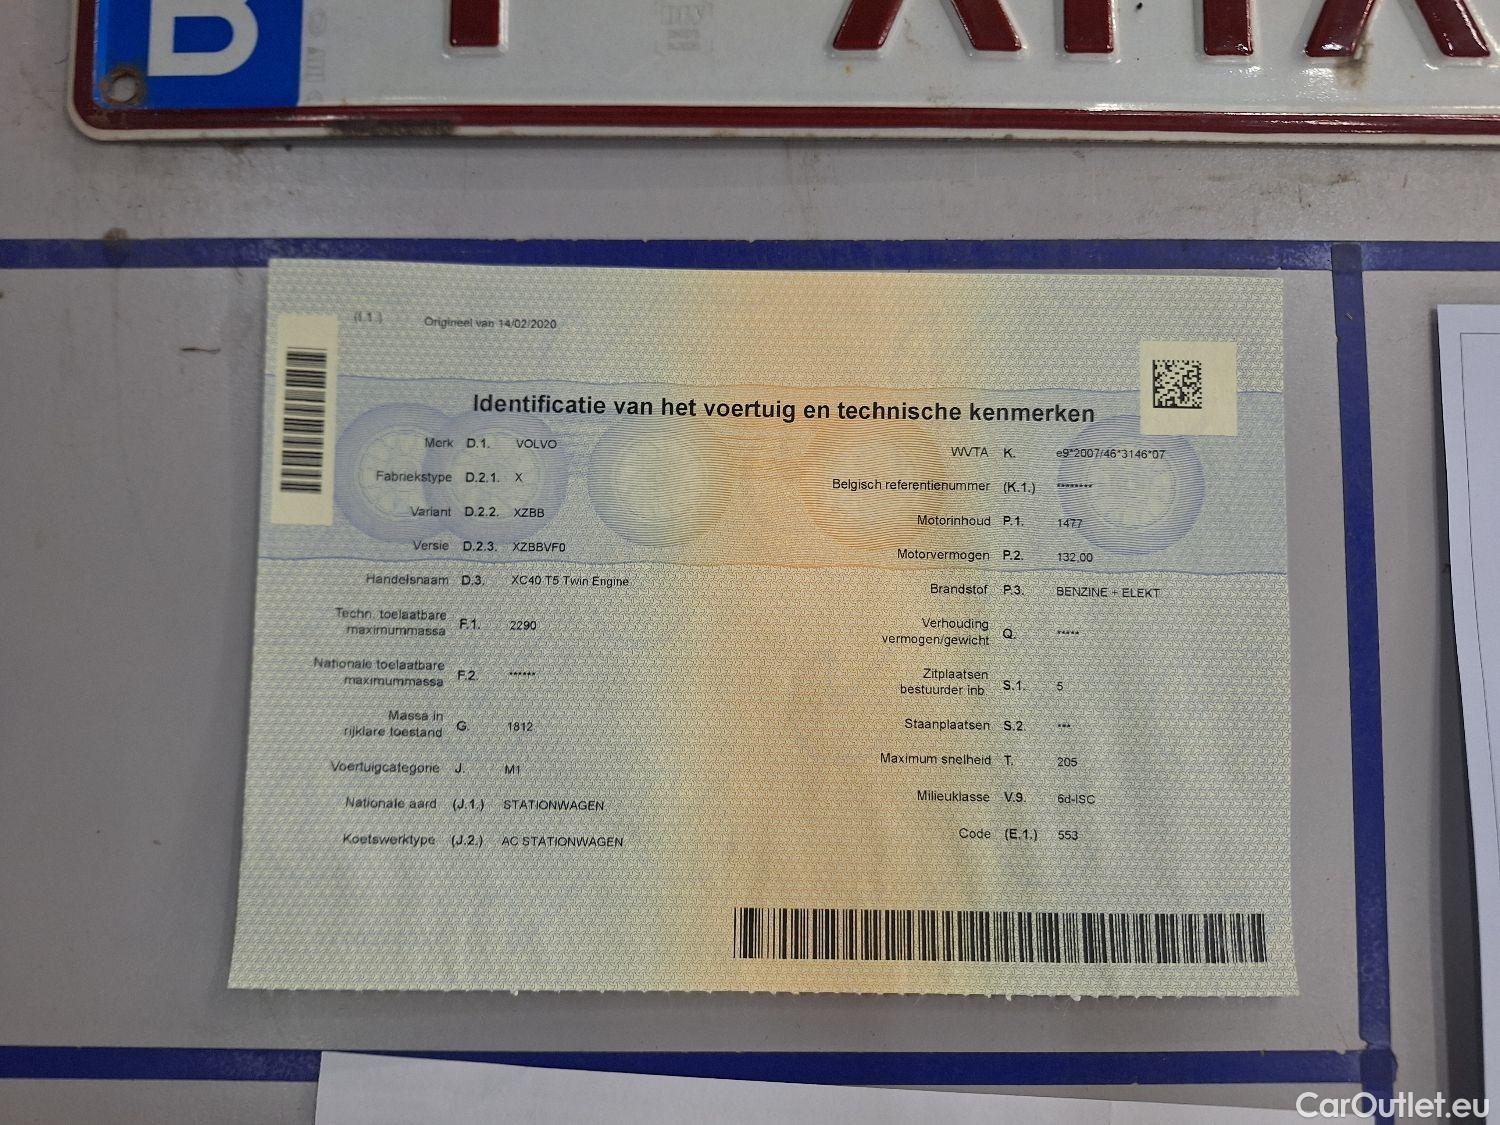 B
(I.1.) Origineel van 14/02/2020
Identificatie van het voertuig en technische kenmerken
Merk D.1. VOLVO
Fabriekstype D.2.1. X
Variant D.2.2. XZBB
Versie D.2.3. XZBBVF0
Handelsnaam D.3. XC40 T5 Twin Engine
Techn. toelaatbare
maximummassa F.1. 2290
Nationale toelaatbare
maximummassa F.2. ******
Massa in
rijklare toestand G. 1812
Voertuigcategorie J. M1
Nationale aard (J.1.) STATIONWAGEN
Koetswerktype (J.2.) AC STATIONWAGEN
WVTA K. e9*2007/46*3146*07
Belgisch referentienummer (K.1.) ********
Motorinhoud P.1. 1477
Motorvermogen P.2. 132.00
Brandstof P.3. BENZINE + ELEKT
Verhouding
vermogen/gewicht Q. *****
Zitplaatsen
bestuurder inb. S.1. 5
Staanplaatsen S.2 ***
Maximum snelheid T. 205
Milieuklasse V.9. 6d-ISC
Code (E.1.) 553
CarOutlet.eu